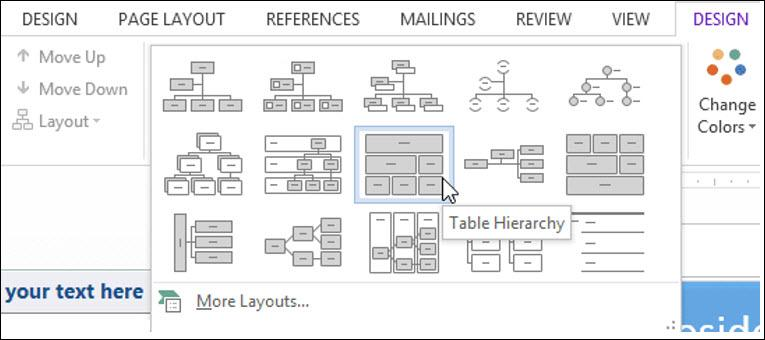 DESIGN PAGE LAYOUT REFERENCES MAILINGS REVIEW VIEW DESIGN
Move Up
Move Down
Layout
Change
Colors
Table Hierarchy
your text here
More Layouts...